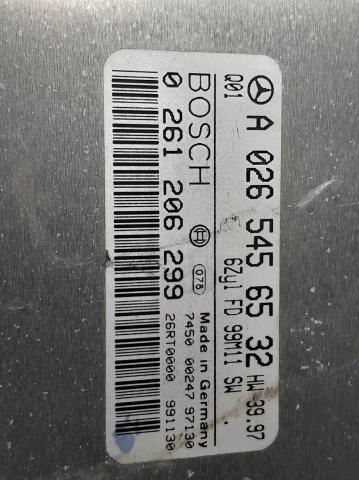 A 026 545 65 32 HW 39.97
Q01 6Zyl FD 99M11 SW .
BOSCH
078
Made in Germany
0 261 206 299
7450 00247 97130
26RT0000 991130